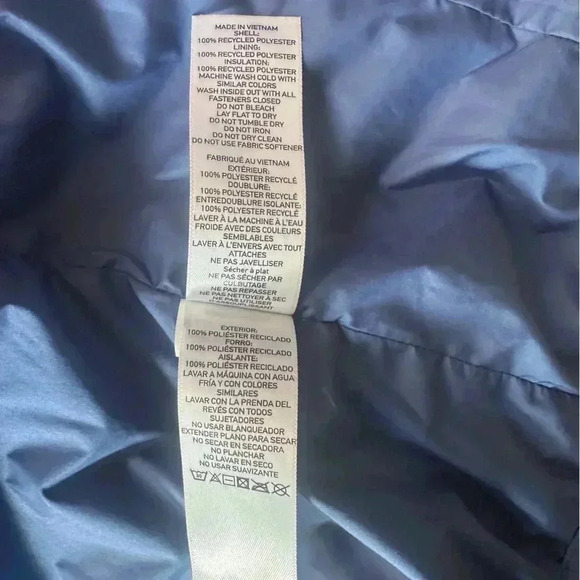 MADE IN VIETNAM
SHELL:
100% RECYCLED POLYESTER
LINING:
100% RECYCLED POLYESTER
INSULATION:
100% RECYCLED POLYESTER
MACHINE WASH COLD WITH
SIMILAR COLORS
WASH INSIDE OUT WITH ALL
FASTENERS CLOSED
DO NOT BLEACH
LAY FLAT TO DRY
DO NOT TUMBLE DRY
DO NOT IRON
DO NOT DRY CLEAN
DO NOT USE FABRIC SOFTENER
FABRIQUÉ AU VIETNAM
EXTÉRIEUR:
100% POLYESTER RECYCLÉ
DOUBLURE:
100% POLYESTER RECYCLÉ
ENTREDOUBLURE ISOLANTE:
100% POLYESTER RECYCLÉ
LAVER À LA MACHINE À L'EAU
FROIDE AVEC DES COULEURS
SEMBLABLES
LAVER À L'ENVERS AVEC TOUT
ATTACHES
NE PAS JAVELLISER
Sécher à plat
NE PAS SÉCHER PAR
CULBUTAGE
NE PAS REPASSER
NE PAS NETTOYER À SEC
NE PAS UTILISER
D'ASSOUPLISSANT
EXTERIOR:
100% POLIÉSTER RECICLADO
FORRO:
100% POLIÉSTER RECICLADO
AISLANTE:
100% POLIÉSTER RECICLADO
LAVAR A MÁQUINA CON AGUA
FRÍA Y CON COLORES
SIMILARES
LAVAR CON LA PRENDA DEL
REVÉS CON TODOS
SUJETADORES
NO USAR BLANQUEADOR
EXTENDER PLANO PARA SECAR
NO SECAR EN SECADORA
NO PLANCHAR
NO LAVAR EN SECO
NO USAR SUAVIZANTE